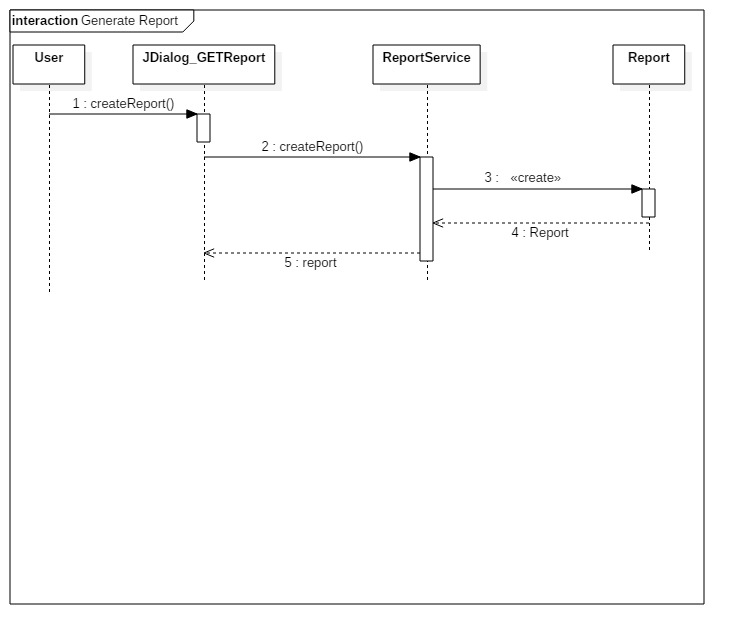 interaction Generate Report
User
JDialog_GETReport
ReportService
Report
1 : createReport()
2 : createReport()
3 : «create»
4 : Report
5 : report